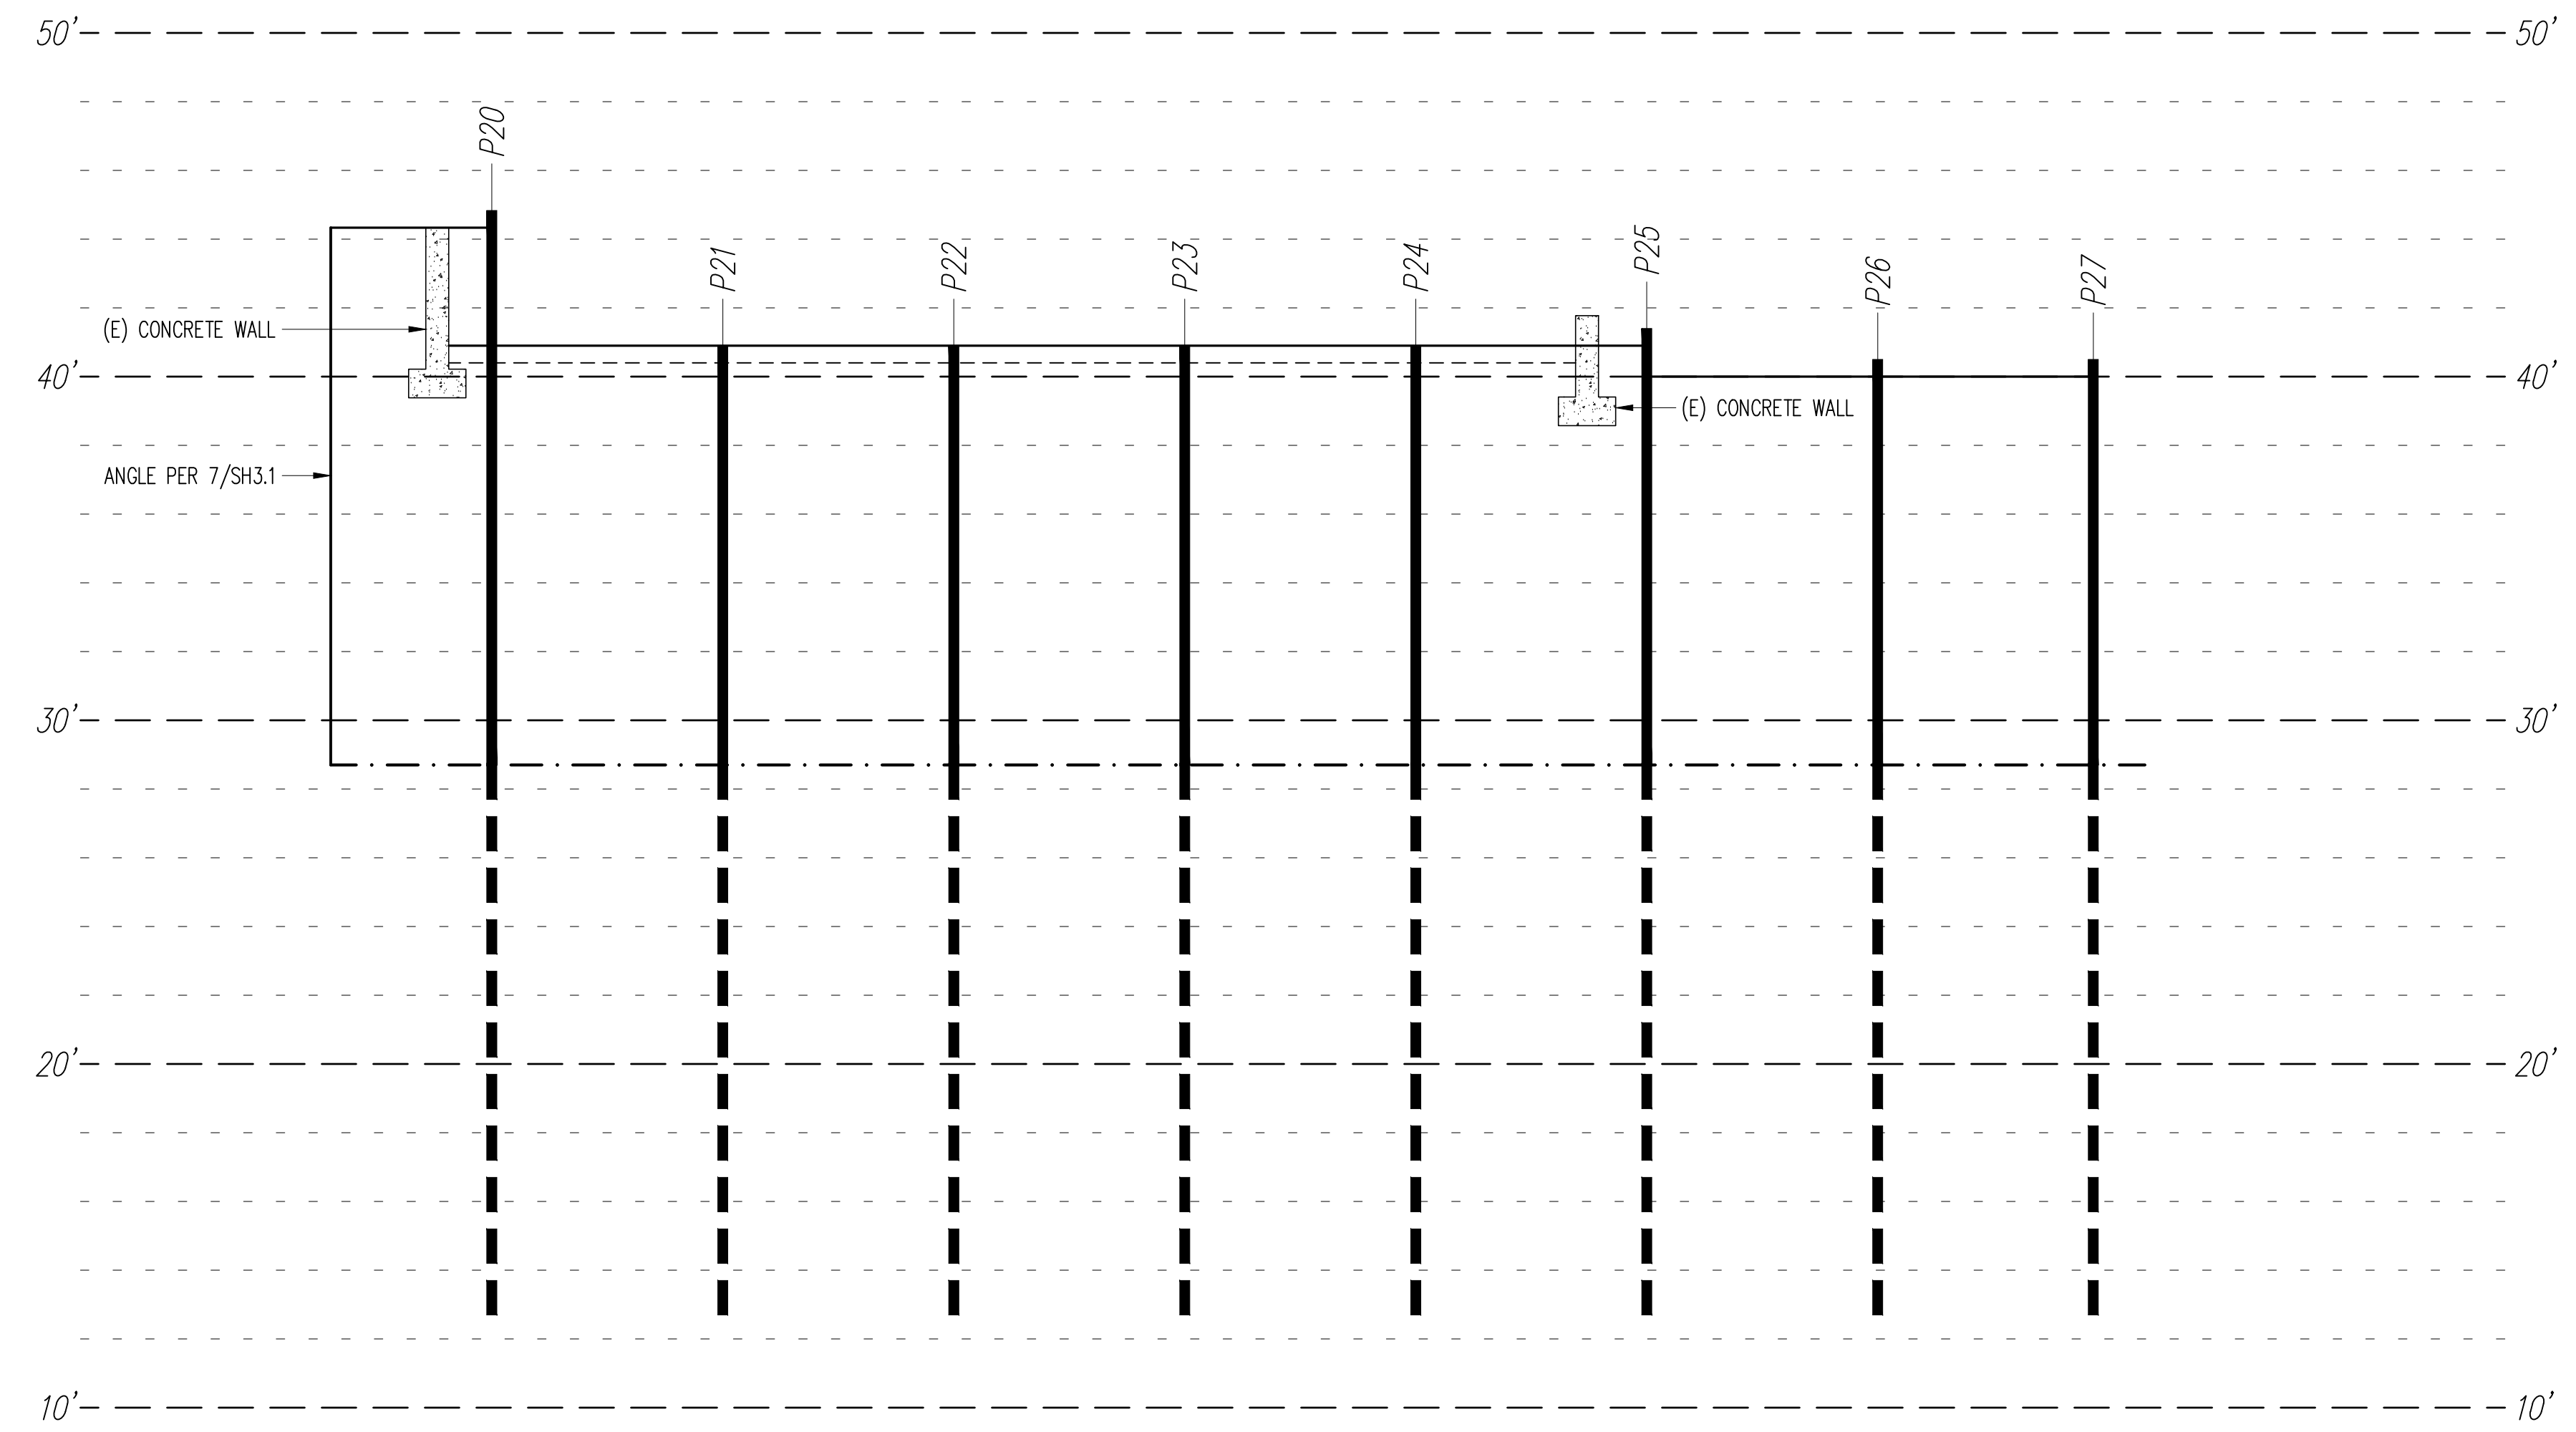 50’ 50’
P20
P21 P22 P23 P24 P25 P26 P27
(E) CONCRETE WALL
40’ 40’
(E) CONCRETE WALL
ANGLE PER 7/SH3.1
30’ 30’
20’ 20’
10’ 10’